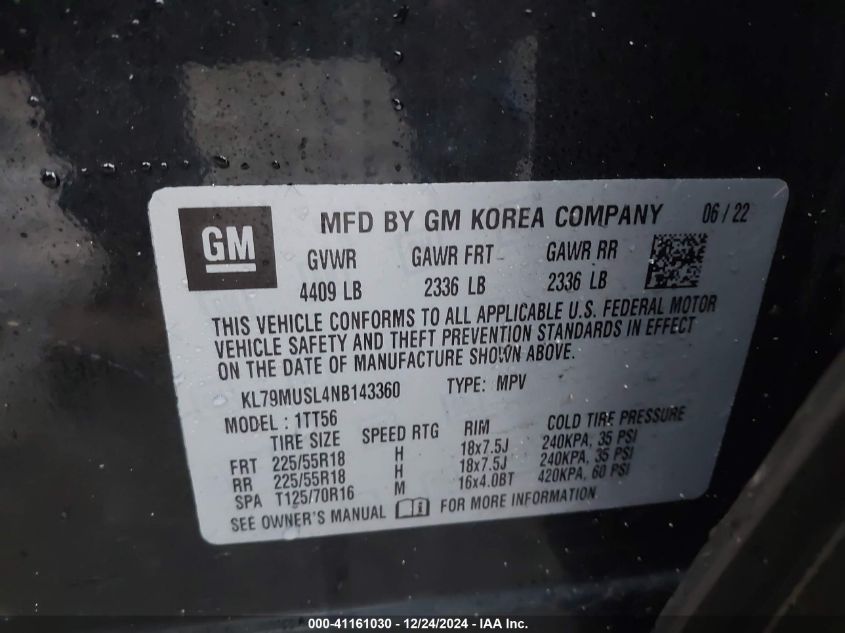 GM
MFD BY GM KOREA COMPANY 06 / 22
GVWR GAWR FRT GAWR RR
4409 LB 2336 LB 2336 LB
THIS VEHICLE CONFORMS TO ALL APPLICABLE U.S. FEDERAL MOTOR
VEHICLE SAFETY AND THEFT PREVENTION STANDARDS IN EFFECT
ON THE DATE OF MANUFACTURE SHOWN ABOVE.
KL79MUSL4NB143360 TYPE: MPV
MODEL : 1TT56
TIRE SIZE SPEED RTG RIM COLD TIRE PRESSURE
FRT 225/55R18 H 18x7.5J 240KPA, 35 PSI
RR 225/55R18 H 18x7.5J 240KPA, 35 PSI
SPA T125/70R16 M 16x4.0BT 420KPA, 60 PSI
SEE OWNER'S MANUAL i FOR MORE INFORMATION
000-41161030 - 12/24/2024 - IAA Inc.